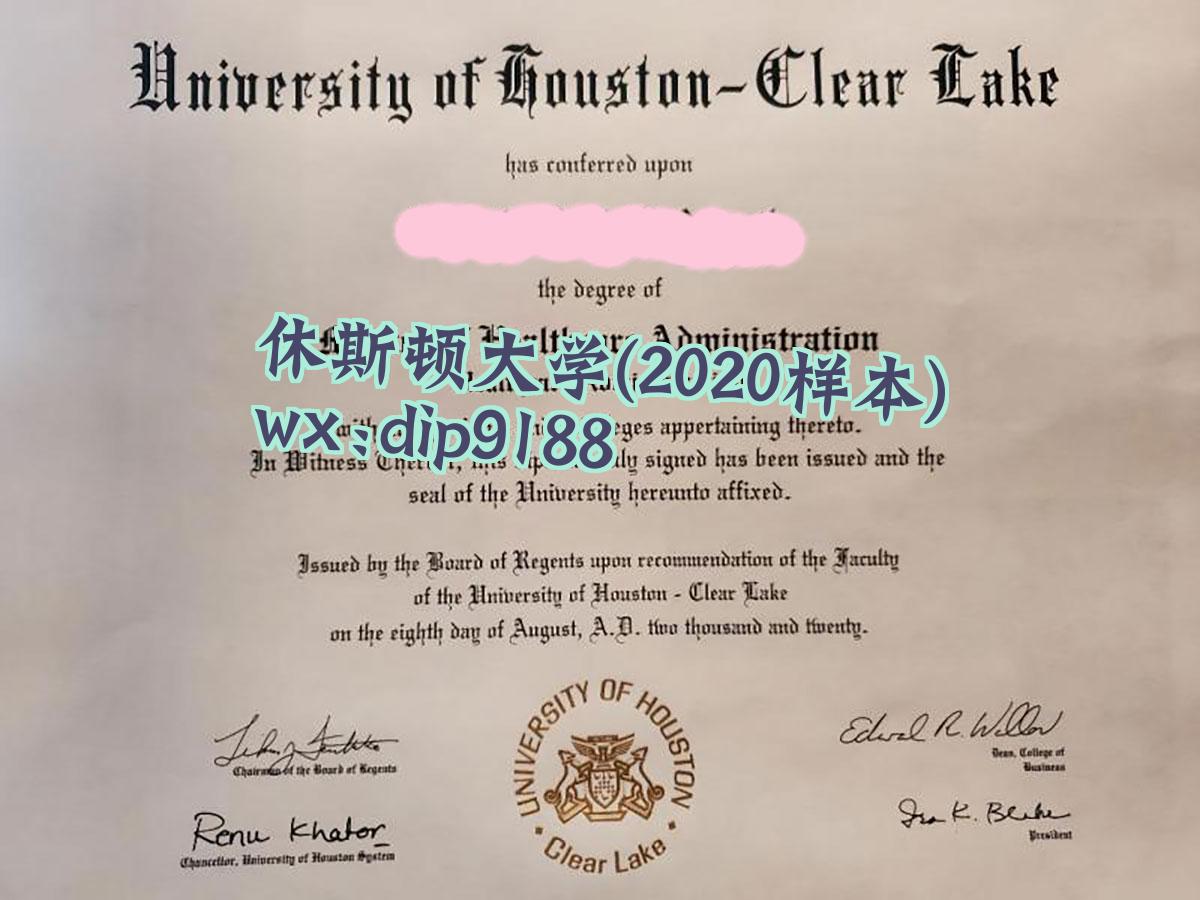 University of Houston-Clear Lake
has conferred upon
the degree of
Administration
休斯顿大学(2020样本)
wx:dip9188
appertaining thereto.
In Witness signed has been issued and the
seal of the University hereunto affixed.
Issued by the Board of Regents upon recommendation of the Faculty
of the University of Houston - Clear Lake
on the eighth day of August, A.D. two thousand and twenty.
Chairman of the Board of Regents
Edward R. Waller
Dean, College of
Business
Renu Khator
Chancellor, University of Houston System
Ira K. Blake
President
UNIVERSITY OF HOUSTON
• Clear Lake •